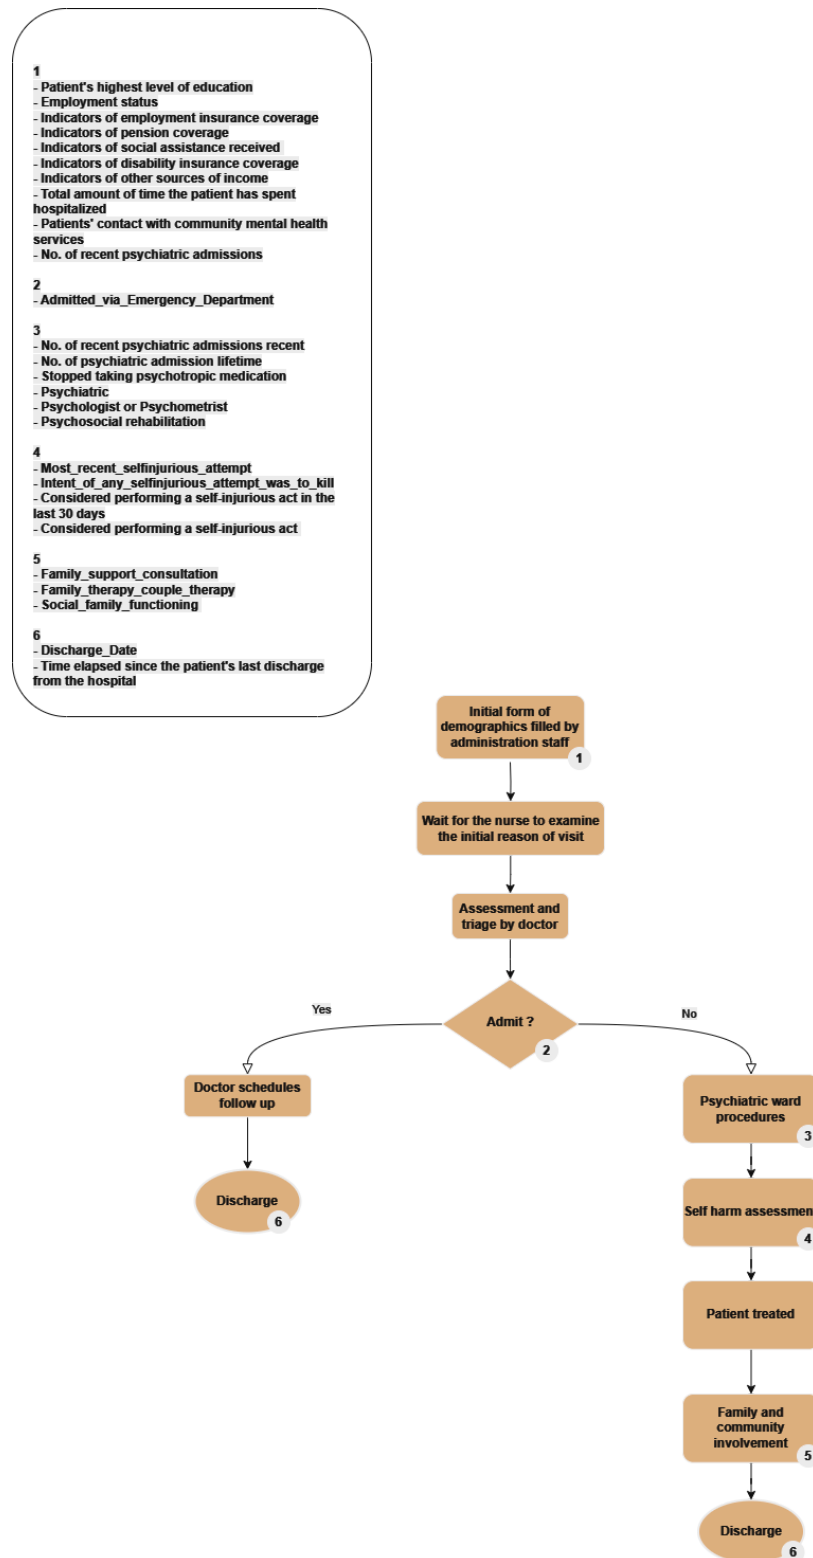 1
- Patient's highest level of education
- Employment status
- Indicators of employment insurance coverage
- Indicators of pension coverage
- Indicators of social assistance received
- Indicators of disability insurance coverage
- Indicators of other sources of income
- Total amount of time the patient has spent
hospitalized
- Patients' contact with community mental health
services
- No. of recent psychiatric admissions
2
- Admitted_via_Emergency_Department
3
- No. of recent psychiatric admissions recent
- No. of psychiatric admission lifetime
- Stopped taking psychotropic medication
- Psychiatric
- Psychologist or Psychometrist
- Psychosocial rehabilitation
4
- Most_recent_selfinjurious_attempt
- Intent_of_any_selfinjurious_attempt_was_to_kill
- Considered performing a self-injurious act in the
last 30 days
- Considered performing a self-injurious act
5
- Family_support_consultation
- Family_therapy_couple_therapy
- Social_family_functioning
6
- Discharge_Date
- Time elapsed since the patient's last discharge
from the hospital
Initial form of
demographics filled by
administration staff
1
Wait for the nurse to examine
the initial reason of visit
Assessment and
triage by doctor
Admit ?
2
Yes
No
Doctor schedules
follow up
Discharge
6
Psychiatric ward
procedures
3
Self harm assessment
4
Patient treated
Family and
community
involvement
5
Discharge
6